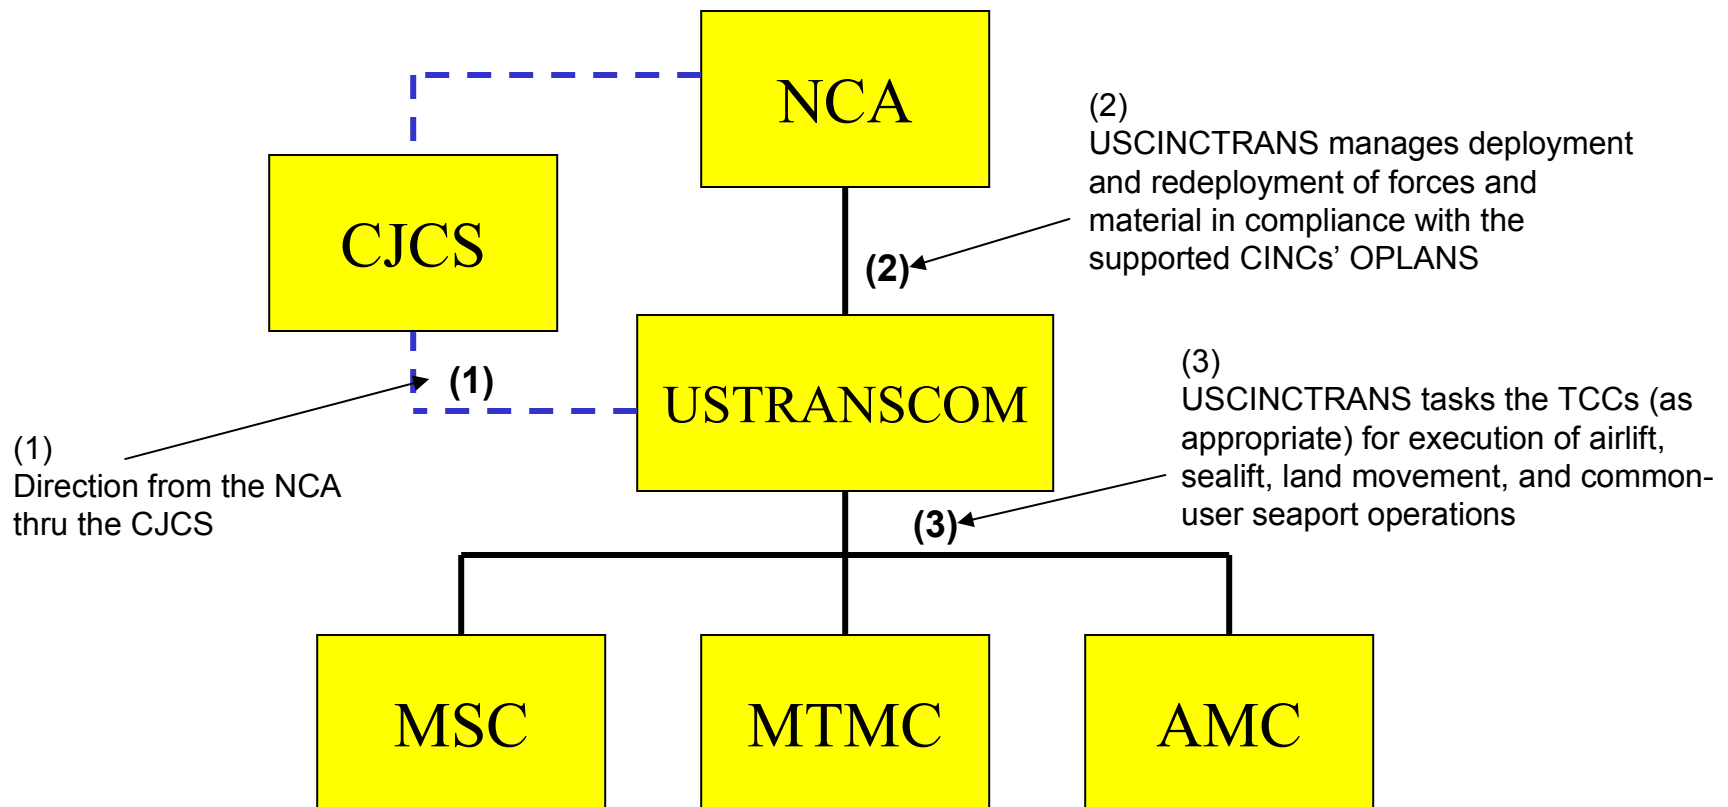 NCA
(2)
USCINCTRANS manages deployment
and redeployment of forces and
material in compliance with the
supported CINCs’ OPLANS
CJCS
(2)
USTRANSCOM
(1)
(3)
USCINCTRANS tasks the TCCs (as
appropriate) for execution of airlift,
sealift, land movement, and common-
user seaport operations
(1)
Direction from the NCA
thru the CJCS
(3)
MSC
MTMC
AMC